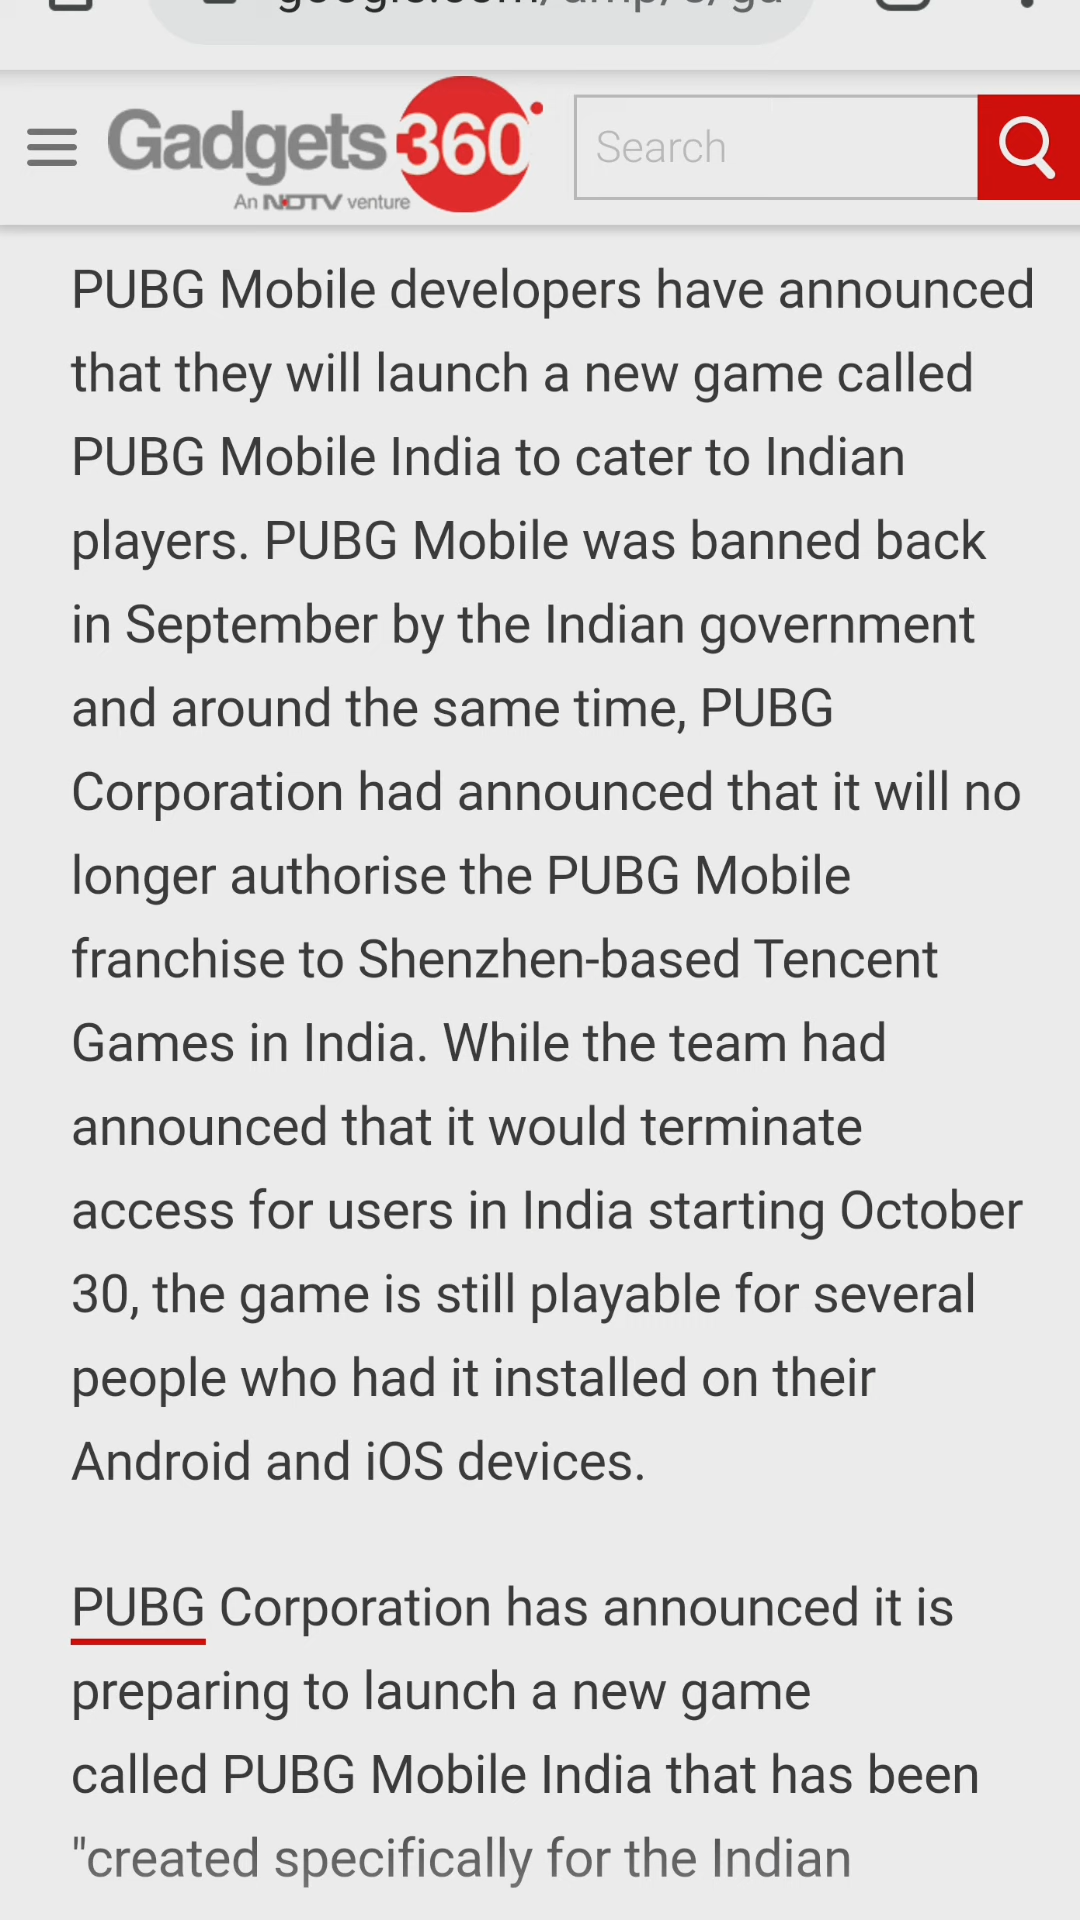 Gadgets 360
An NDTV venture
Search
PUBG Mobile developers have announced
that they will launch a new game called
PUBG Mobile India to cater to Indian
players. PUBG Mobile was banned back
in September by the Indian government
and around the same time, PUBG
Corporation had announced that it will no
longer authorise the PUBG Mobile
franchise to Shenzhen-based Tencent
Games in India. While the team had
announced that it would terminate
access for users in India starting October
30, the game is still playable for several
people who had it installed on their
Android and iOS devices.
PUBG Corporation has announced it is
preparing to launch a new game
called PUBG Mobile India that has been
"created specifically for the Indian